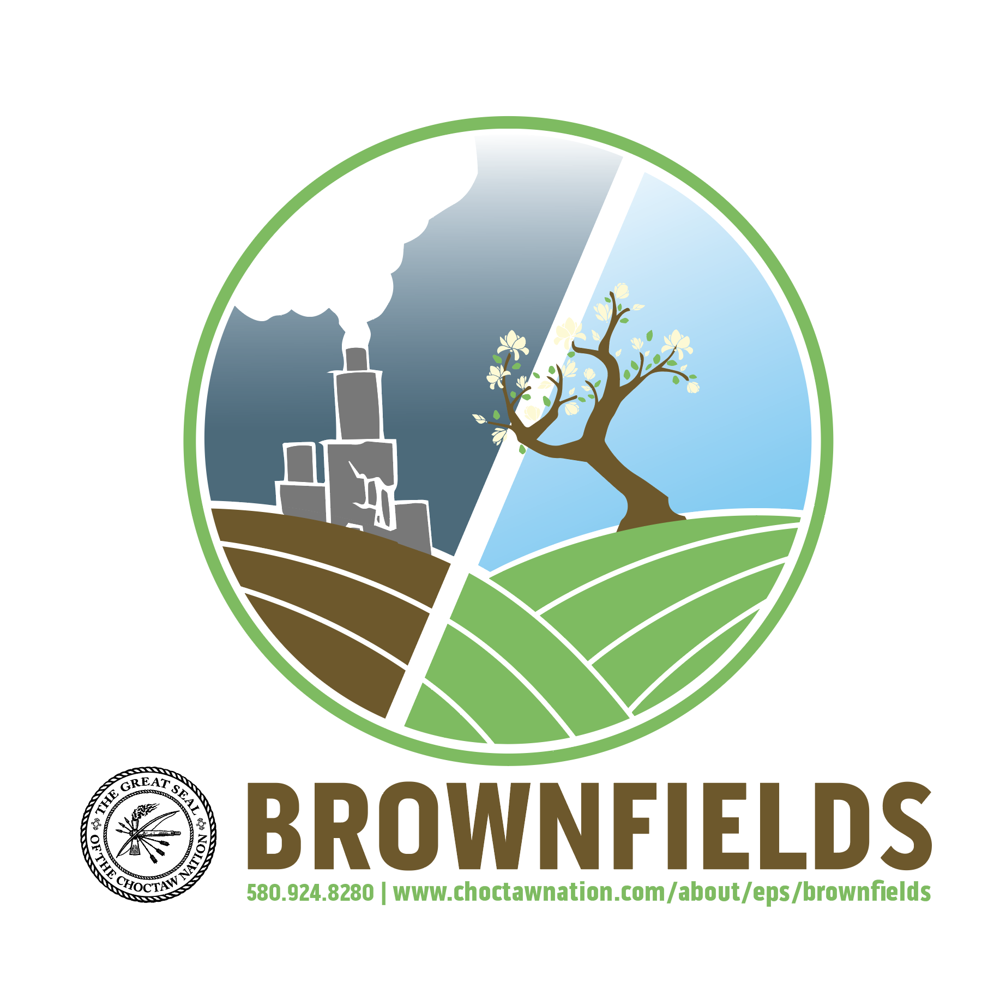 THE GREAT SEAL
OF THE CHOCTAW NATION
BROWNFIELDS
580.924.8280 | www.choctawnation.com/about/eps/brownfields